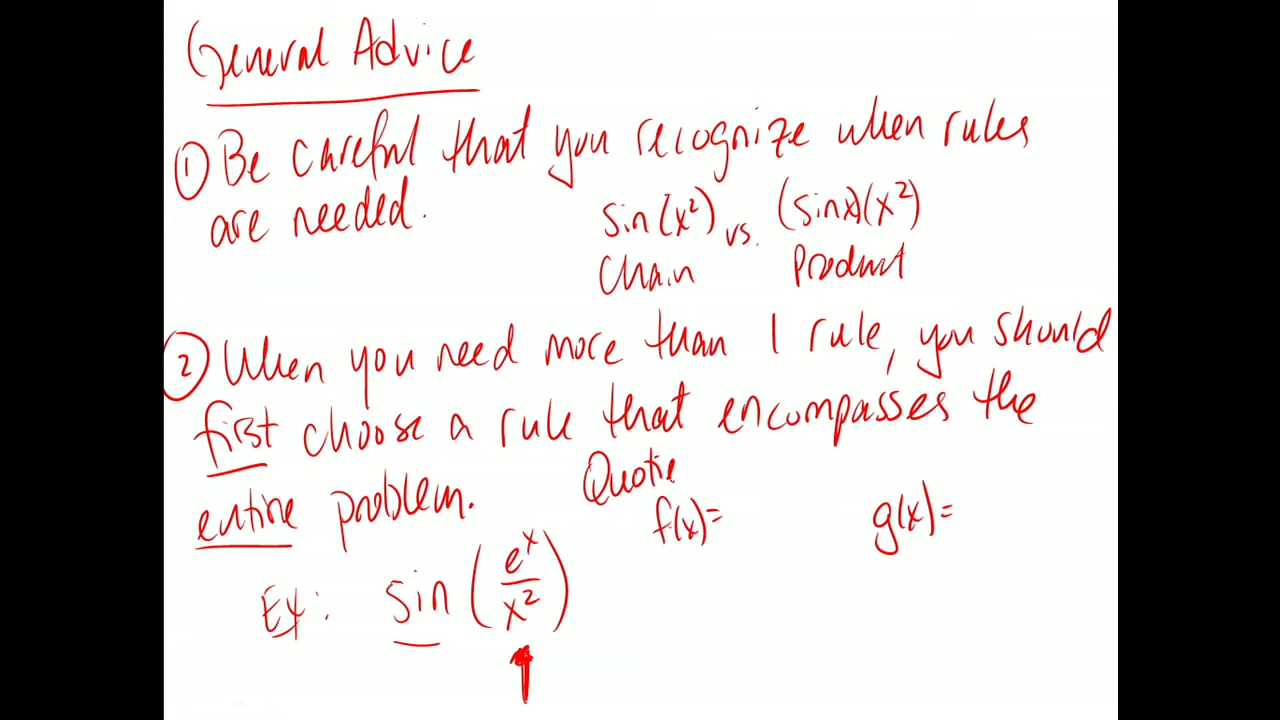 General Advice
① Be careful that you recognize when rules
are needed.
sin(x²) vs. (sinx)(x²)
Chain Product
② When you need more than 1 rule, you should
first choose a rule that encompasses the
entire problem. Quotie
f(x)= g(x)=
Ex: sin(eˣ/x²)